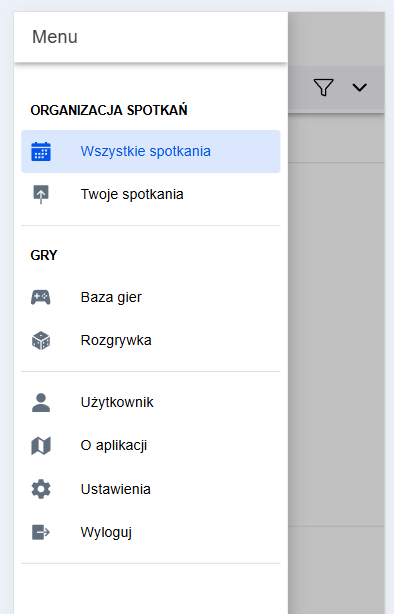 Menu
ORGANIZACJA SPOTKAŃ
Wszystkie spotkania
Twoje spotkania
GRY
Baza gier
Rozgrywka
Użytkownik
O aplikacji
Ustawienia
Wyloguj